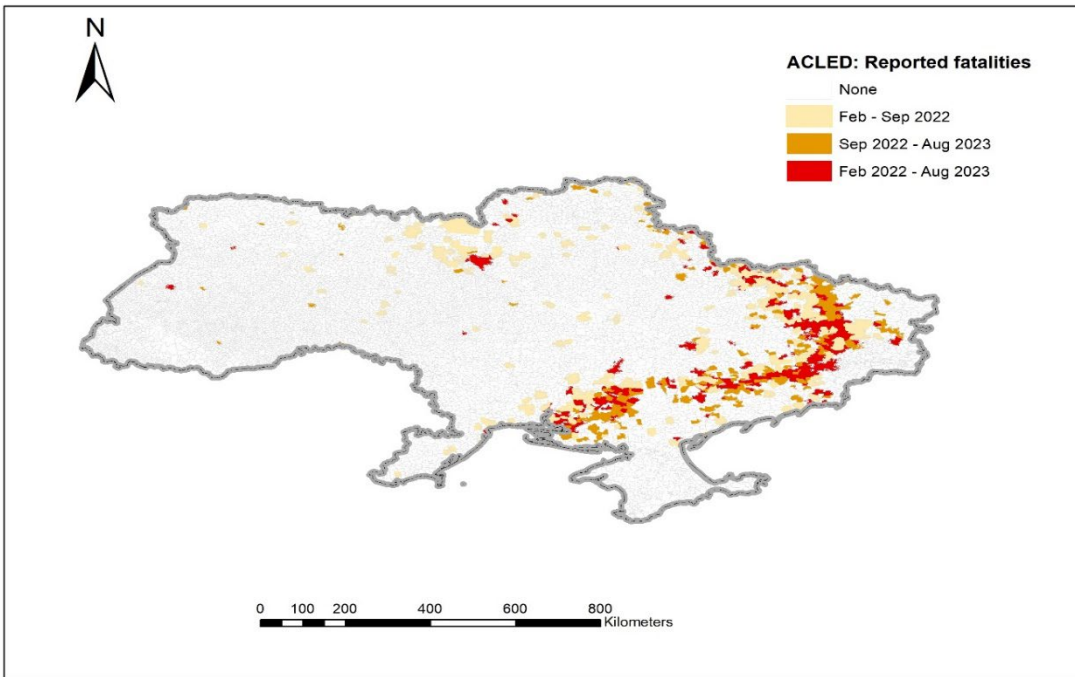 N
ACLED: Reported fatalities
None
Feb - Sep 2022
Sep 2022 - Aug 2023
Feb 2022 - Aug 2023
0 100 200 400 600 800
Kilometers